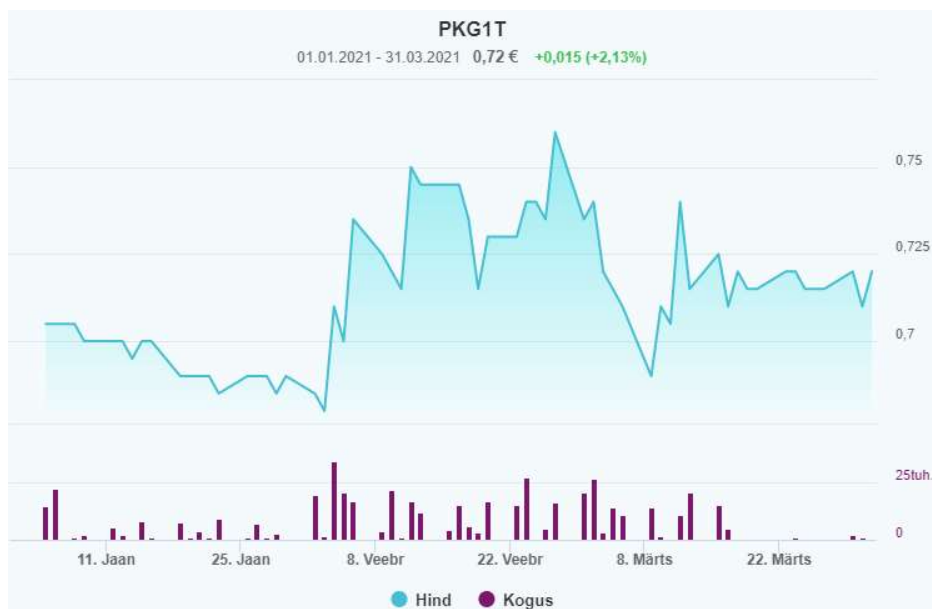 PKG1T
01.01.2021 - 31.03.2021 0,72 € +0,015 (+2,13%)
0,75
0,725
0,7
25tuh.
0
11. Jaan 25. Jaan 8. Veebr 22. Veebr 8. Märts 22. Märts
Hind Kogus